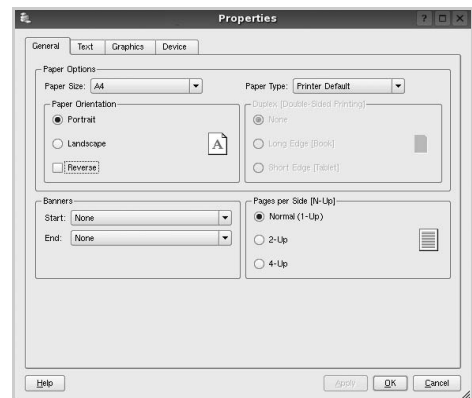 Properties
General Text Graphics Device
Paper Options
Paper Size: A4 Paper Type: Printer Default
Paper Orientation
Portrait
Landscape
Reverse
A
Duplex [Double-Sided Printing]
None
Long Edge [Book]
Short Edge [Tablet]
Banners
Start: None
End: None
Pages per Side [N-Up]
Normal (1-Up)
2-Up
4-Up
Help Apply OK Cancel